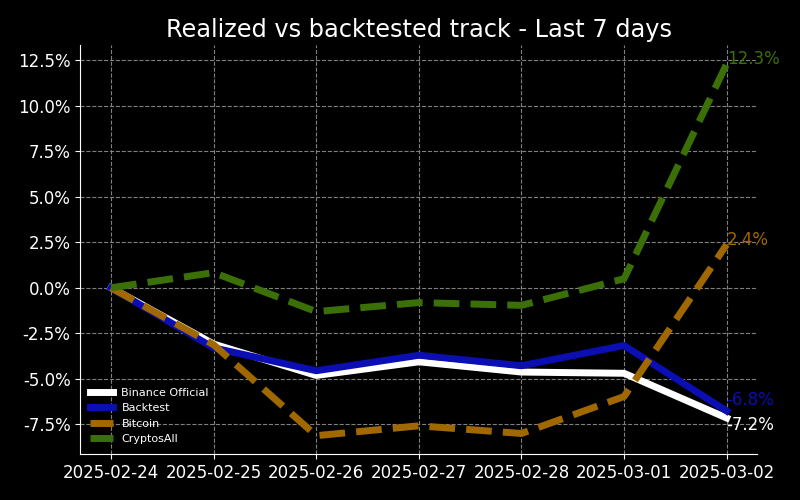 Realized vs backtested track - Last 7 days
12.5%
10.0%
7.5%
5.0%
2.5%
0.0%
-2.5%
-5.0%
-7.5%
12.3%
2.4%
-6.8%
-7.2%
Binance Official
Backtest
Bitcoin
CryptosAll
2025-02-24 2025-02-25 2025-02-26 2025-02-27 2025-02-28 2025-03-01 2025-03-02